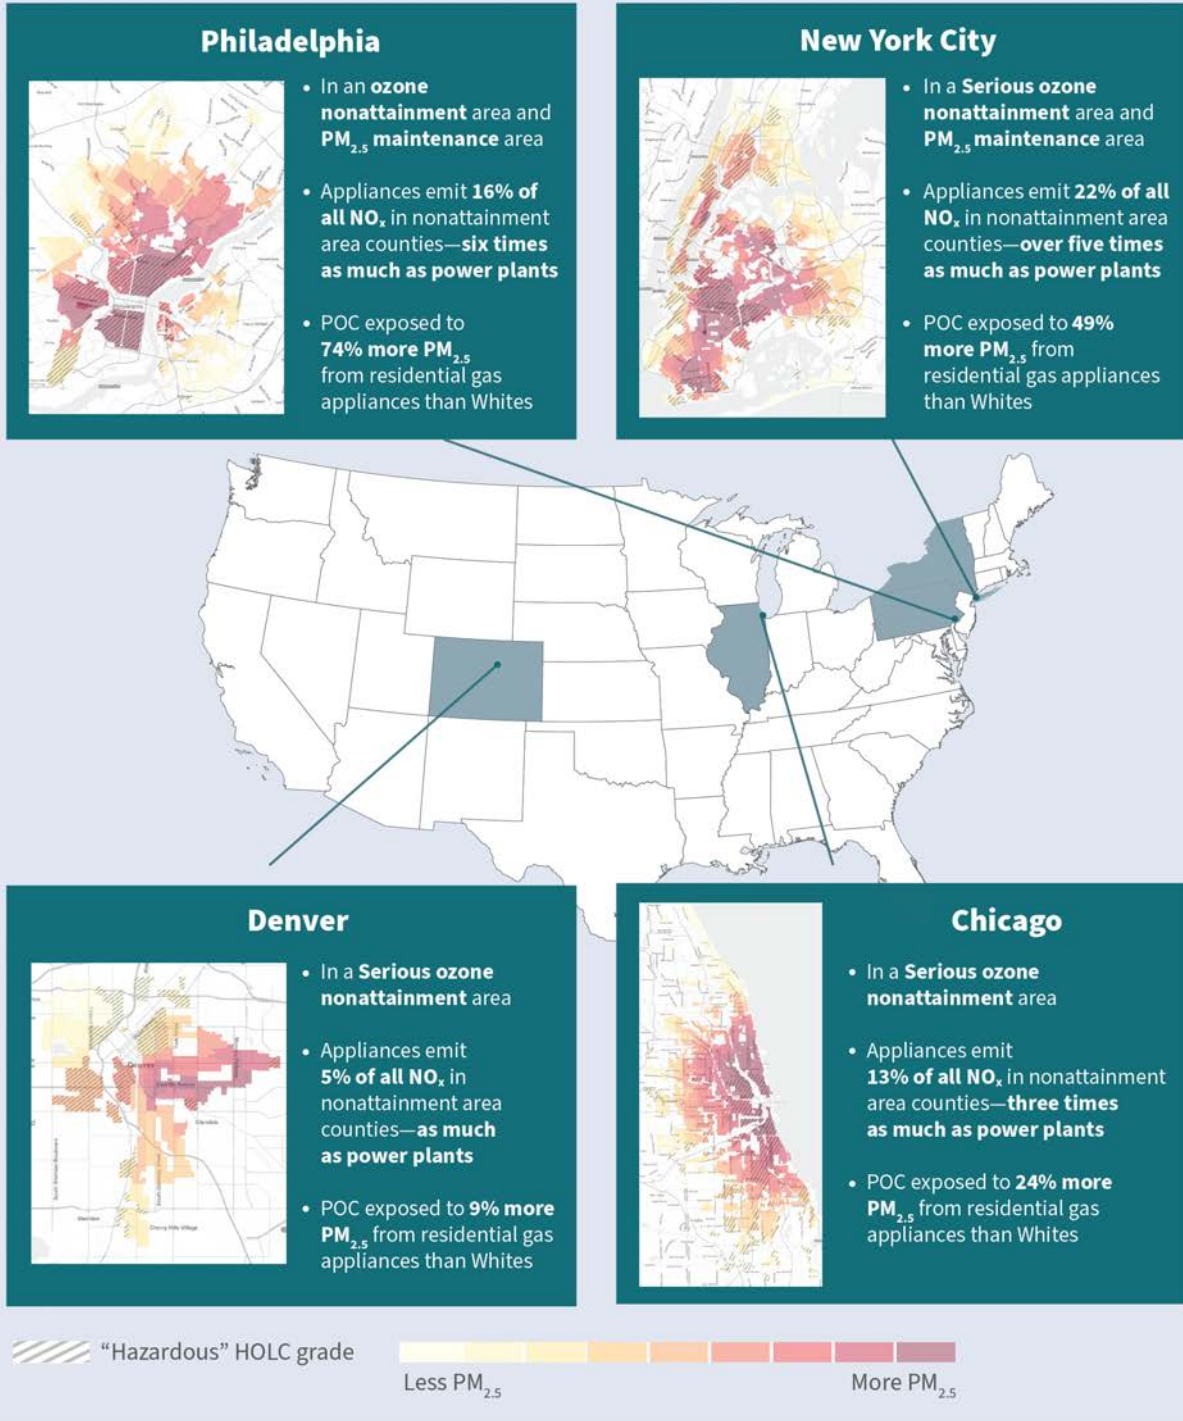 Philadelphia
• In an ozone
nonattainment area and
PM2.5 maintenance area
• Appliances emit 16% of
all NOx in nonattainment
area counties—six times
as much as power plants
• POC exposed to
74% more PM2.5
from residential gas
appliances than Whites
New York City
• In a Serious ozone
nonattainment area and
PM2.5 maintenance area
• Appliances emit 22% of all
NOx in nonattainment area
counties—over five times
as much as power plants
• POC exposed to 49%
more PM2.5 from
residential gas appliances
than Whites
Denver
• In a Serious ozone
nonattainment area
• Appliances emit
5% of all NOx in
nonattainment area
counties—as much
as power plants
• POC exposed to 9% more
PM2.5 from residential gas
appliances than Whites
Glendale
Sheridan
Cherry Hills Village
Chicago
• In a Serious ozone
nonattainment area
• Appliances emit
13% of all NOx in nonattainment
area counties—three times
as much as power plants
• POC exposed to 24% more
PM2.5 from residential gas
appliances than Whites
“Hazardous” HOLC grade
Less PM2.5
More PM2.5